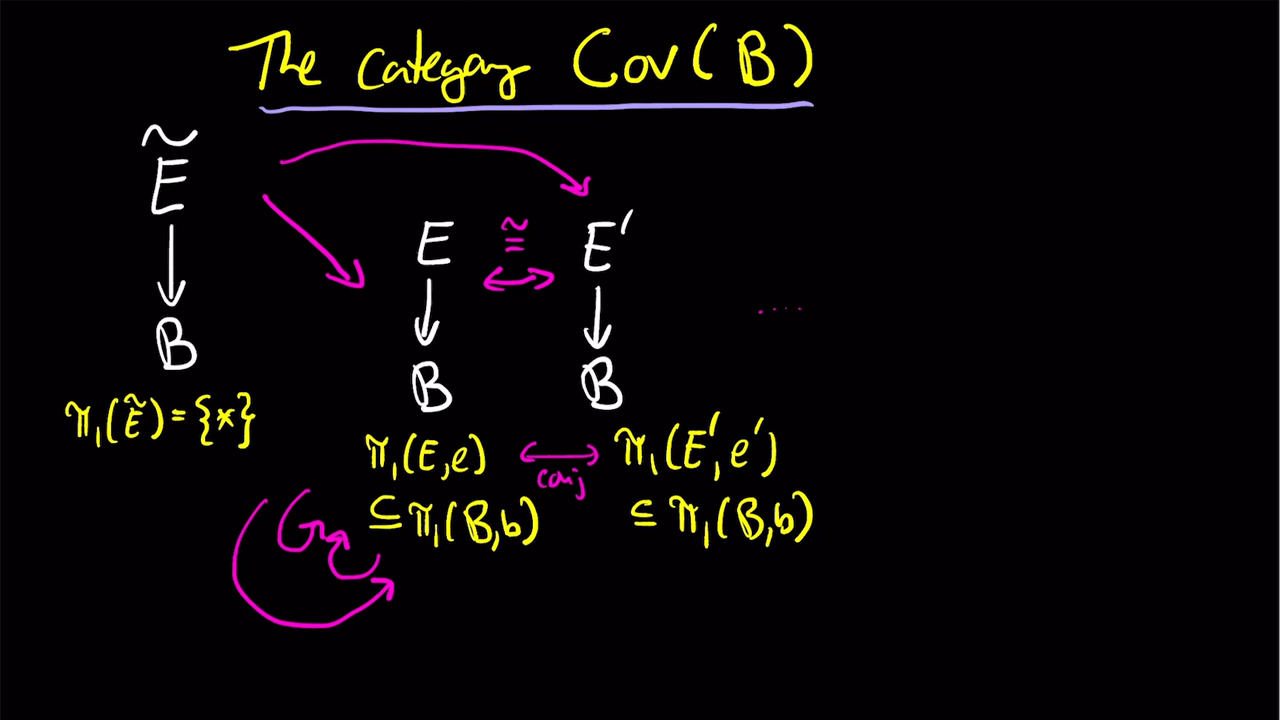 The category Cov(B)
Ẽ
E ≅ E′
B
B B
....
π₁(Ẽ) = {*}
π₁(E,e) conj π₁(E′,e′)
⊆ π₁(B,b) ⊆ π₁(B,b)